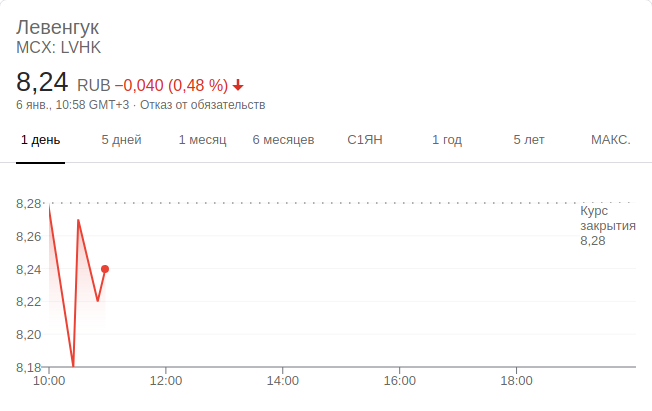 Левенгук
MCX: LVHK
8,24 RUB −0,040 (0,48 %)
6 янв., 10:58 GMT+3 · Отказ от обязательств
1 день 5 дней 1 месяц 6 месяцев С1ЯН 1 год 5 лет МАКС.
8,28
Курс
закрытия
8,28
8,26
8,24
8,22
8,20
8,18
10:00 12:00 14:00 16:00 18:00